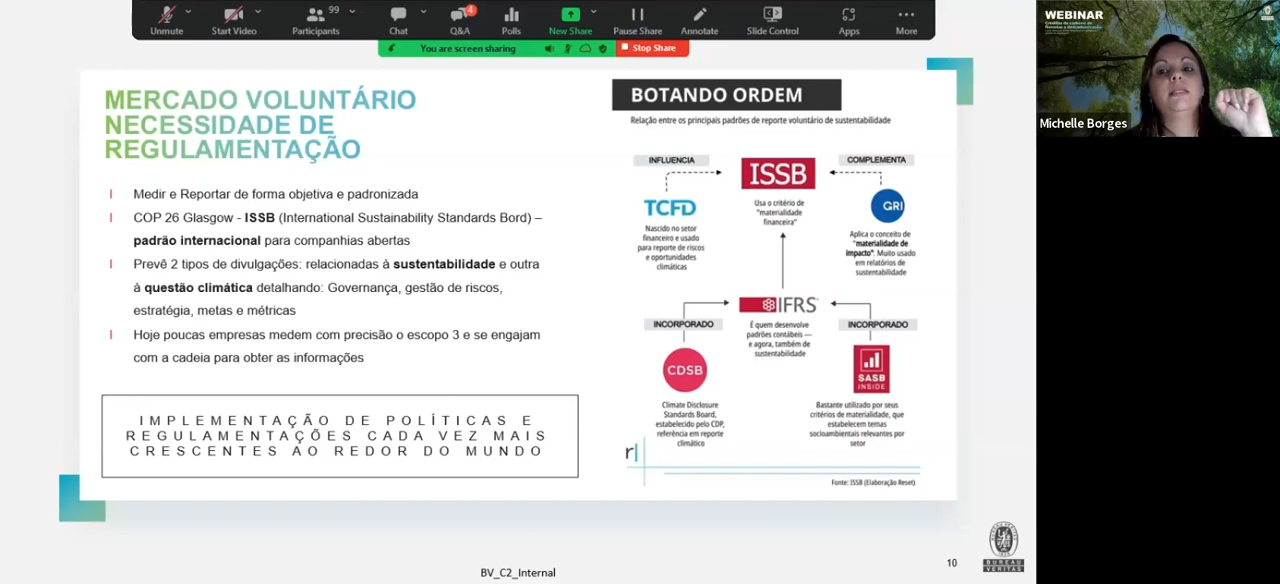 99
4
Unmute
Start Video
Participants
Chat
Q&A
Polls
New Share
Pause Share
Annotate
Slide Control
Apps
More
You are screen sharing
Stop Share
WEBINAR
Michelle Borges
MERCADO VOLUNTÁRIO
NECESSIDADE DE
REGULAMENTAÇÃO
Medir e Reportar de forma objetiva e padronizada
COP 26 Glasgow - ISSB (International Sustainability Standards Bord) –
padrão internacional para companhias abertas
Prevê 2 tipos de divulgações: relacionadas à sustentabilidade e outra
à questão climática detalhando: Governança, gestão de riscos,
estratégia, metas e métricas
Hoje poucas empresas medem com precisão o escopo 3 e se engajam
com a cadeia para obter as informações
IMPLEMENTAÇÃO DE POLÍTICAS E
REGULAMENTAÇÕES CADA VEZ MAIS
CRESCENTES AO REDOR DO MUNDO
BOTANDO ORDEM
Relação entre os principais padrões de reporte voluntário de sustentabilidade
INFLUENCIA
ISSB
COMPLEMENTA
TCFD
GRI
Usa o critério de
"materialidade
financeira"
Nascido no setor
financeiro e usado
para reporte de riscos
e oportunidades
climáticas
Aplica o conceito de
"materialidade de
impacto". Muito usado
em relatórios de
sustentabilidade
IFRS
INCORPORADO
INCORPORADO
É quem desenvolve
padrões contábeis —
e agora, também de
sustentabilidade
CDSB
SASB
INSIDE
Climate Disclosure
Standards Board,
estabelecido pelo CDP,
referência em reporte
climático
Bastante utilizado por seus
critérios de materialidade, que
estabelecem temas
socioambientais relevantes por
setor
rl
Fonte: ISSB (Elaboração Reset)
10
BUREAU
VERITAS
BV_C2_Internal